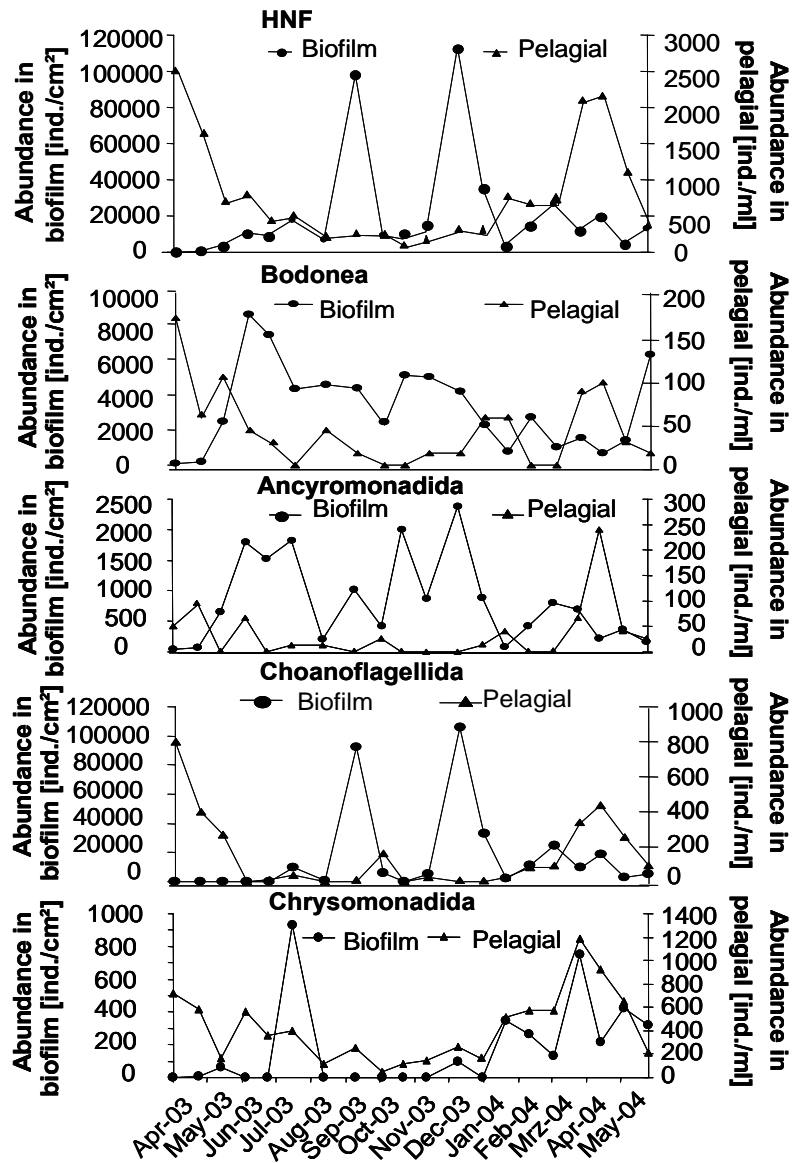 HNF
Biofilm Pelagial
Abundance in
biofilm [ind./cm²]
120000
100000
80000
60000
40000
20000
0
3000
2500
2000
1500
1000
500
0
Abundance in
pelagial [ind./ml]
Bodonea
Biofilm Pelagial
Abundance in
biofilm [ind./cm²]
10000
8000
6000
4000
2000
0
200
150
100
50
0
Abundance in
pelagial [ind./ml]
Ancyromonadida
Biofilm Pelagial
Abundance in
biofilm [ind./cm²]
2500
2000
1500
1000
500
0
300
250
200
150
100
50
0
Abundance in
pelagial [ind./ml]
Choanoflagellida
Biofilm Pelagial
Abundance in
biofilm [ind./cm²]
120000
100000
80000
60000
40000
20000
0
1000
800
600
400
200
0
Abundance in
pelagial [ind./ml]
Chrysomonadida
Biofilm Pelagial
Abundance in
biofilm [ind./cm²]
1000
800
600
400
200
0
1400
1200
1000
800
600
400
200
0
Abundance in
pelagial [ind./ml]
Apr-03
May-03
Jun-03
Jul-03
Aug-03
Sep-03
Oct-03
Nov-03
Dec-03
Jan-04
Feb-04
Mrz-04
Apr-04
May-04